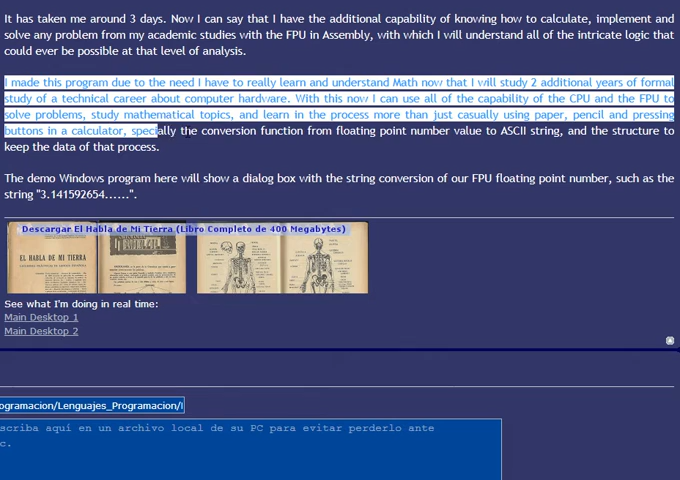 It has taken me around 3 days. Now I can say that I have the additional capability of knowing how to calculate, implement and
solve any problem from my academic studies with the FPU in Assembly, with which I will understand all of the intricate logic that
could ever be possible at that level of analysis.
I made this program due to the need I have to really learn and understand Math now that I will study 2 additional years of formal
study of a technical career about computer hardware. With this now I can use all of the capability of the CPU and the FPU to
solve problems, study mathematical topics, and learn in the process more than just casually using paper, pencil and pressing
buttons in a calculator, specially the conversion function from floating point number value to ASCII string, and the structure to
keep the data of that process.
The demo Windows program here will show a dialog box with the string conversion of our FPU floating point number, such as the
string "3.141592654......".
Descargar El Habla de Mi Tierra (Libro Completo de 400 Megabytes)
EL HABLA DE MI TIERRA
See what I'm doing in real time:
Main Desktop 1
Main Desktop 2
ogramacion/Lenguajes_Programacion/
scriba aquí en un archivo local de su PC para evitar perderlo ante
c.